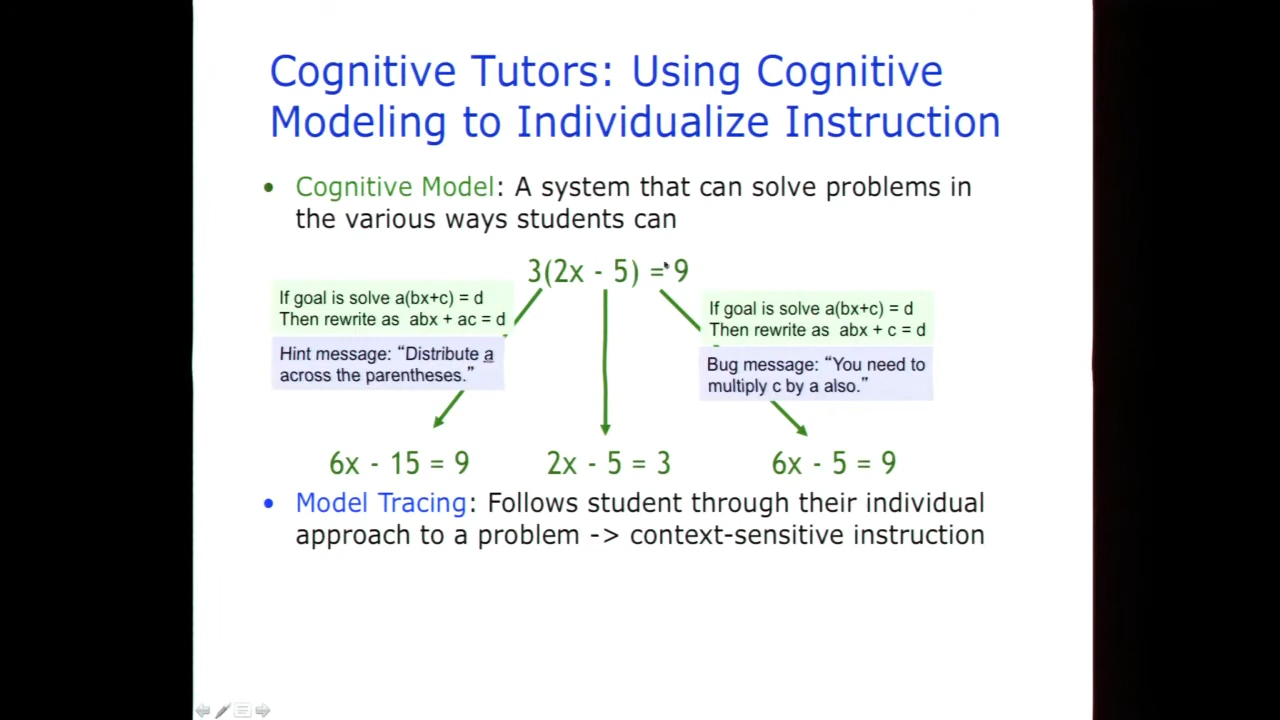 Cognitive Tutors: Using Cognitive
Modeling to Individualize Instruction
• Cognitive Model: A system that can solve problems in
the various ways students can
3(2x - 5) = 9
If goal is solve a(bx+c) = d
Then rewrite as abx + ac = d
Hint message: “Distribute a
across the parentheses.”
If goal is solve a(bx+c) = d
Then rewrite as abx + c = d
Bug message: “You need to
multiply c by a also.”
6x - 15 = 9
2x - 5 = 3
6x - 5 = 9
• Model Tracing: Follows student through their individual
approach to a problem -> context-sensitive instruction